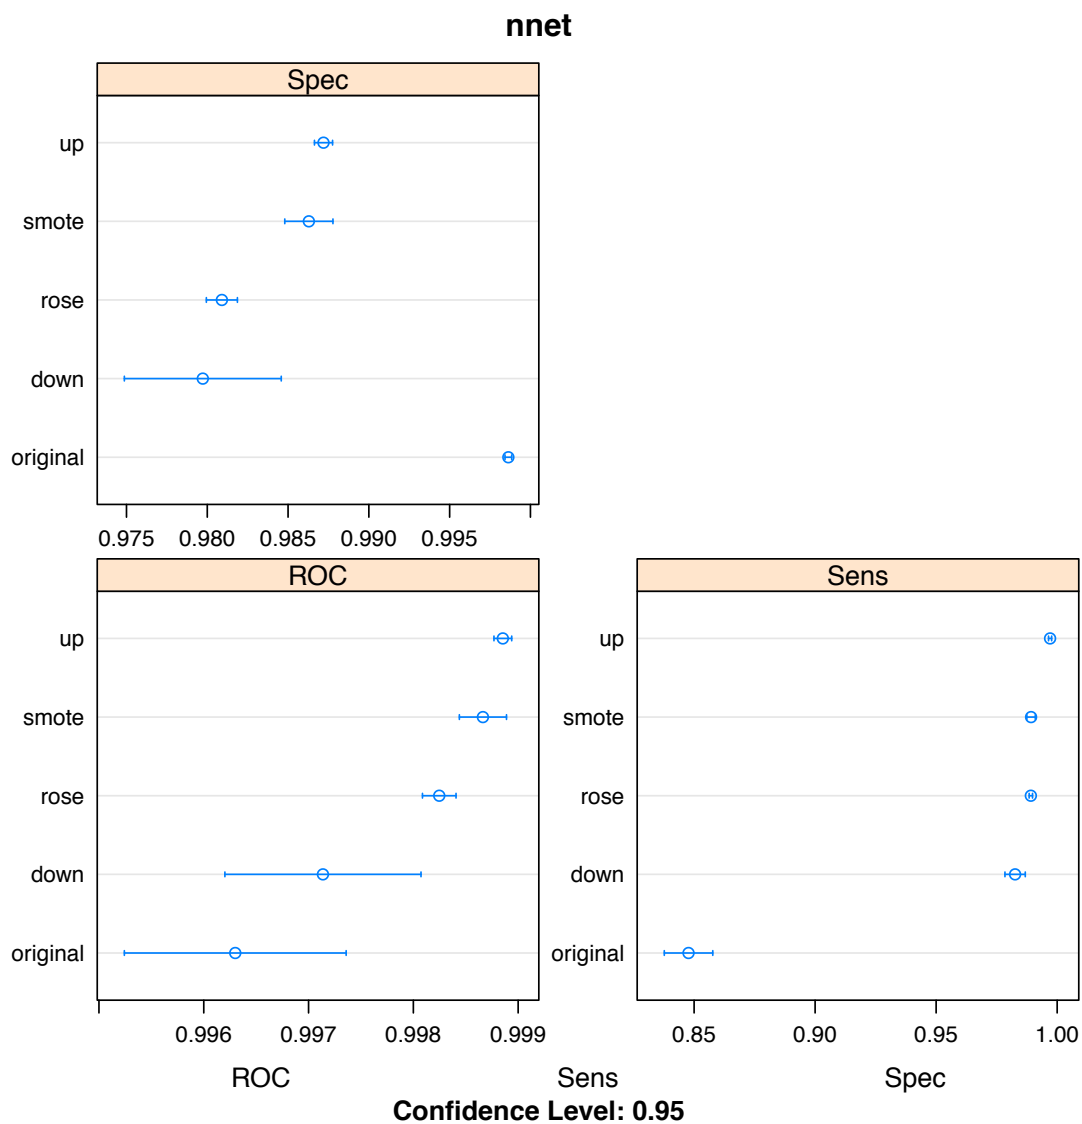 nnet
Spec
up
smote
rose
down
original
0.975 0.980 0.985 0.990 0.995
ROC Sens
up up
smote smote
rose rose
down down
original original
0.996 0.997 0.998 0.999 0.85 0.90 0.95 1.00
ROC Sens Spec
Confidence Level: 0.95